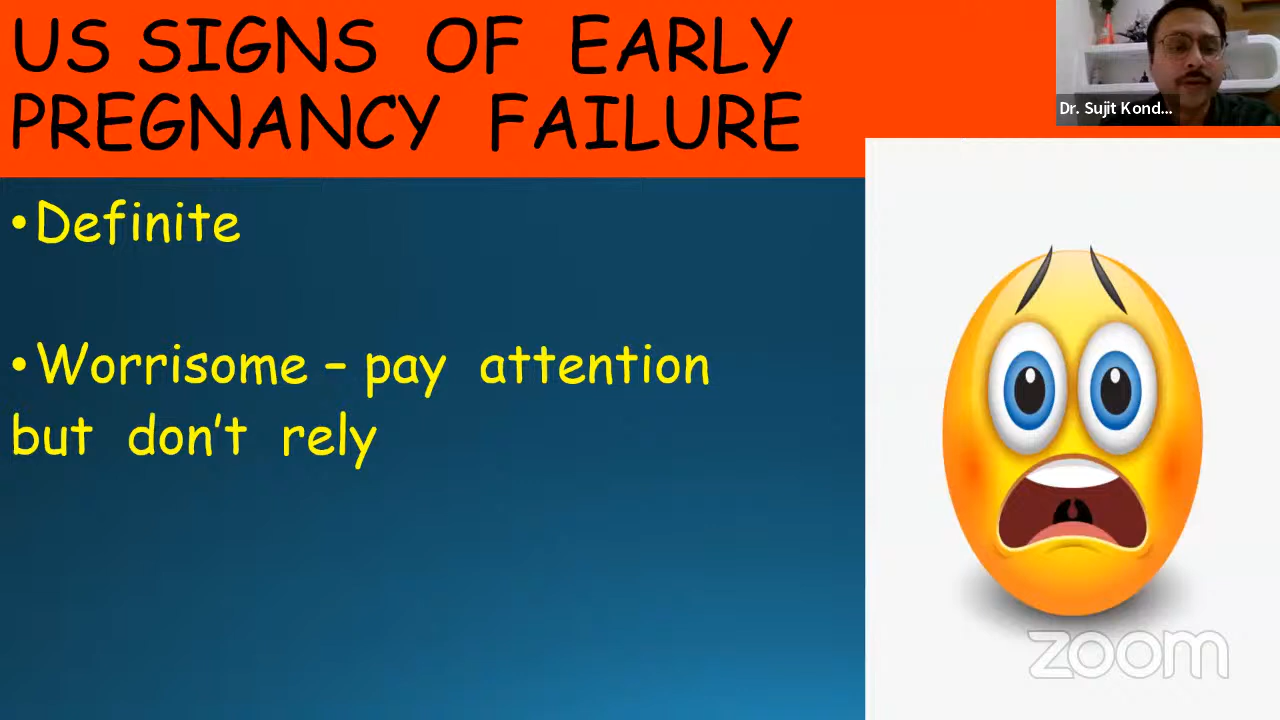 US SIGNS OF EARLY
PREGNANCY FAILURE
Dr. Sujit Kond...
•Definite
•Worrisome – pay attention
but don’t rely
zoom